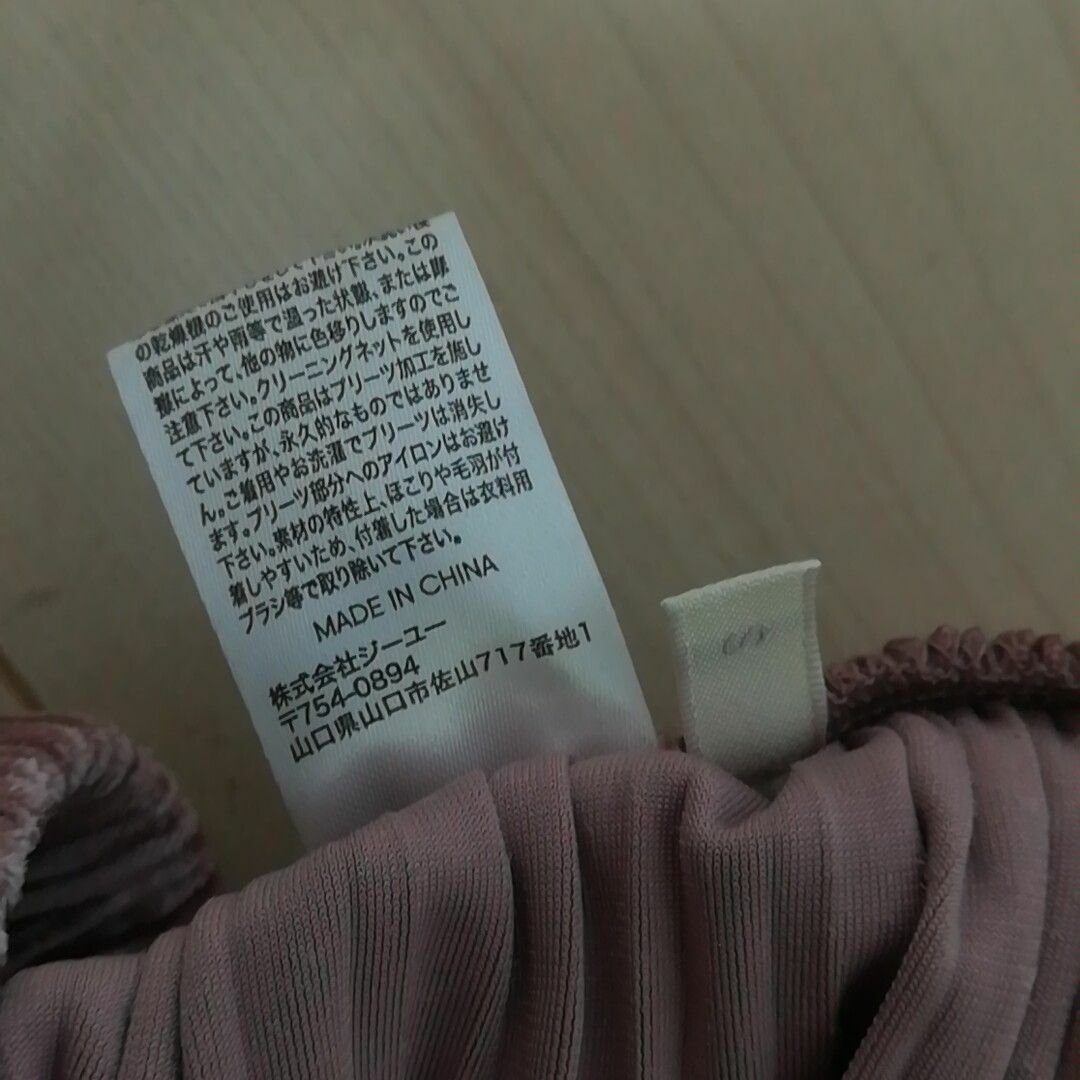 の乾燥機のご使用はお避け下さい。この
商品は汗や雨等で湿った状態、または摩
擦によって、他の物に色移りしますのでご
注意下さい。クリーニングネットを使用し
て下さい。この商品はプリーツ加工を施し
ていますが、永久的なものではありませ
ん。ご着用やお洗濯でプリーツは消失し
ます。プリーツ部分へのアイロンはお避け
下さい。素材の特性上、ほこりや毛羽が付
着しやすいため、付着した場合は衣料用
ブラシ等で取り除いて下さい。
MADE IN CHINA
株式会社ジーユー
〒754-0894
山口県山口市佐山717番地1